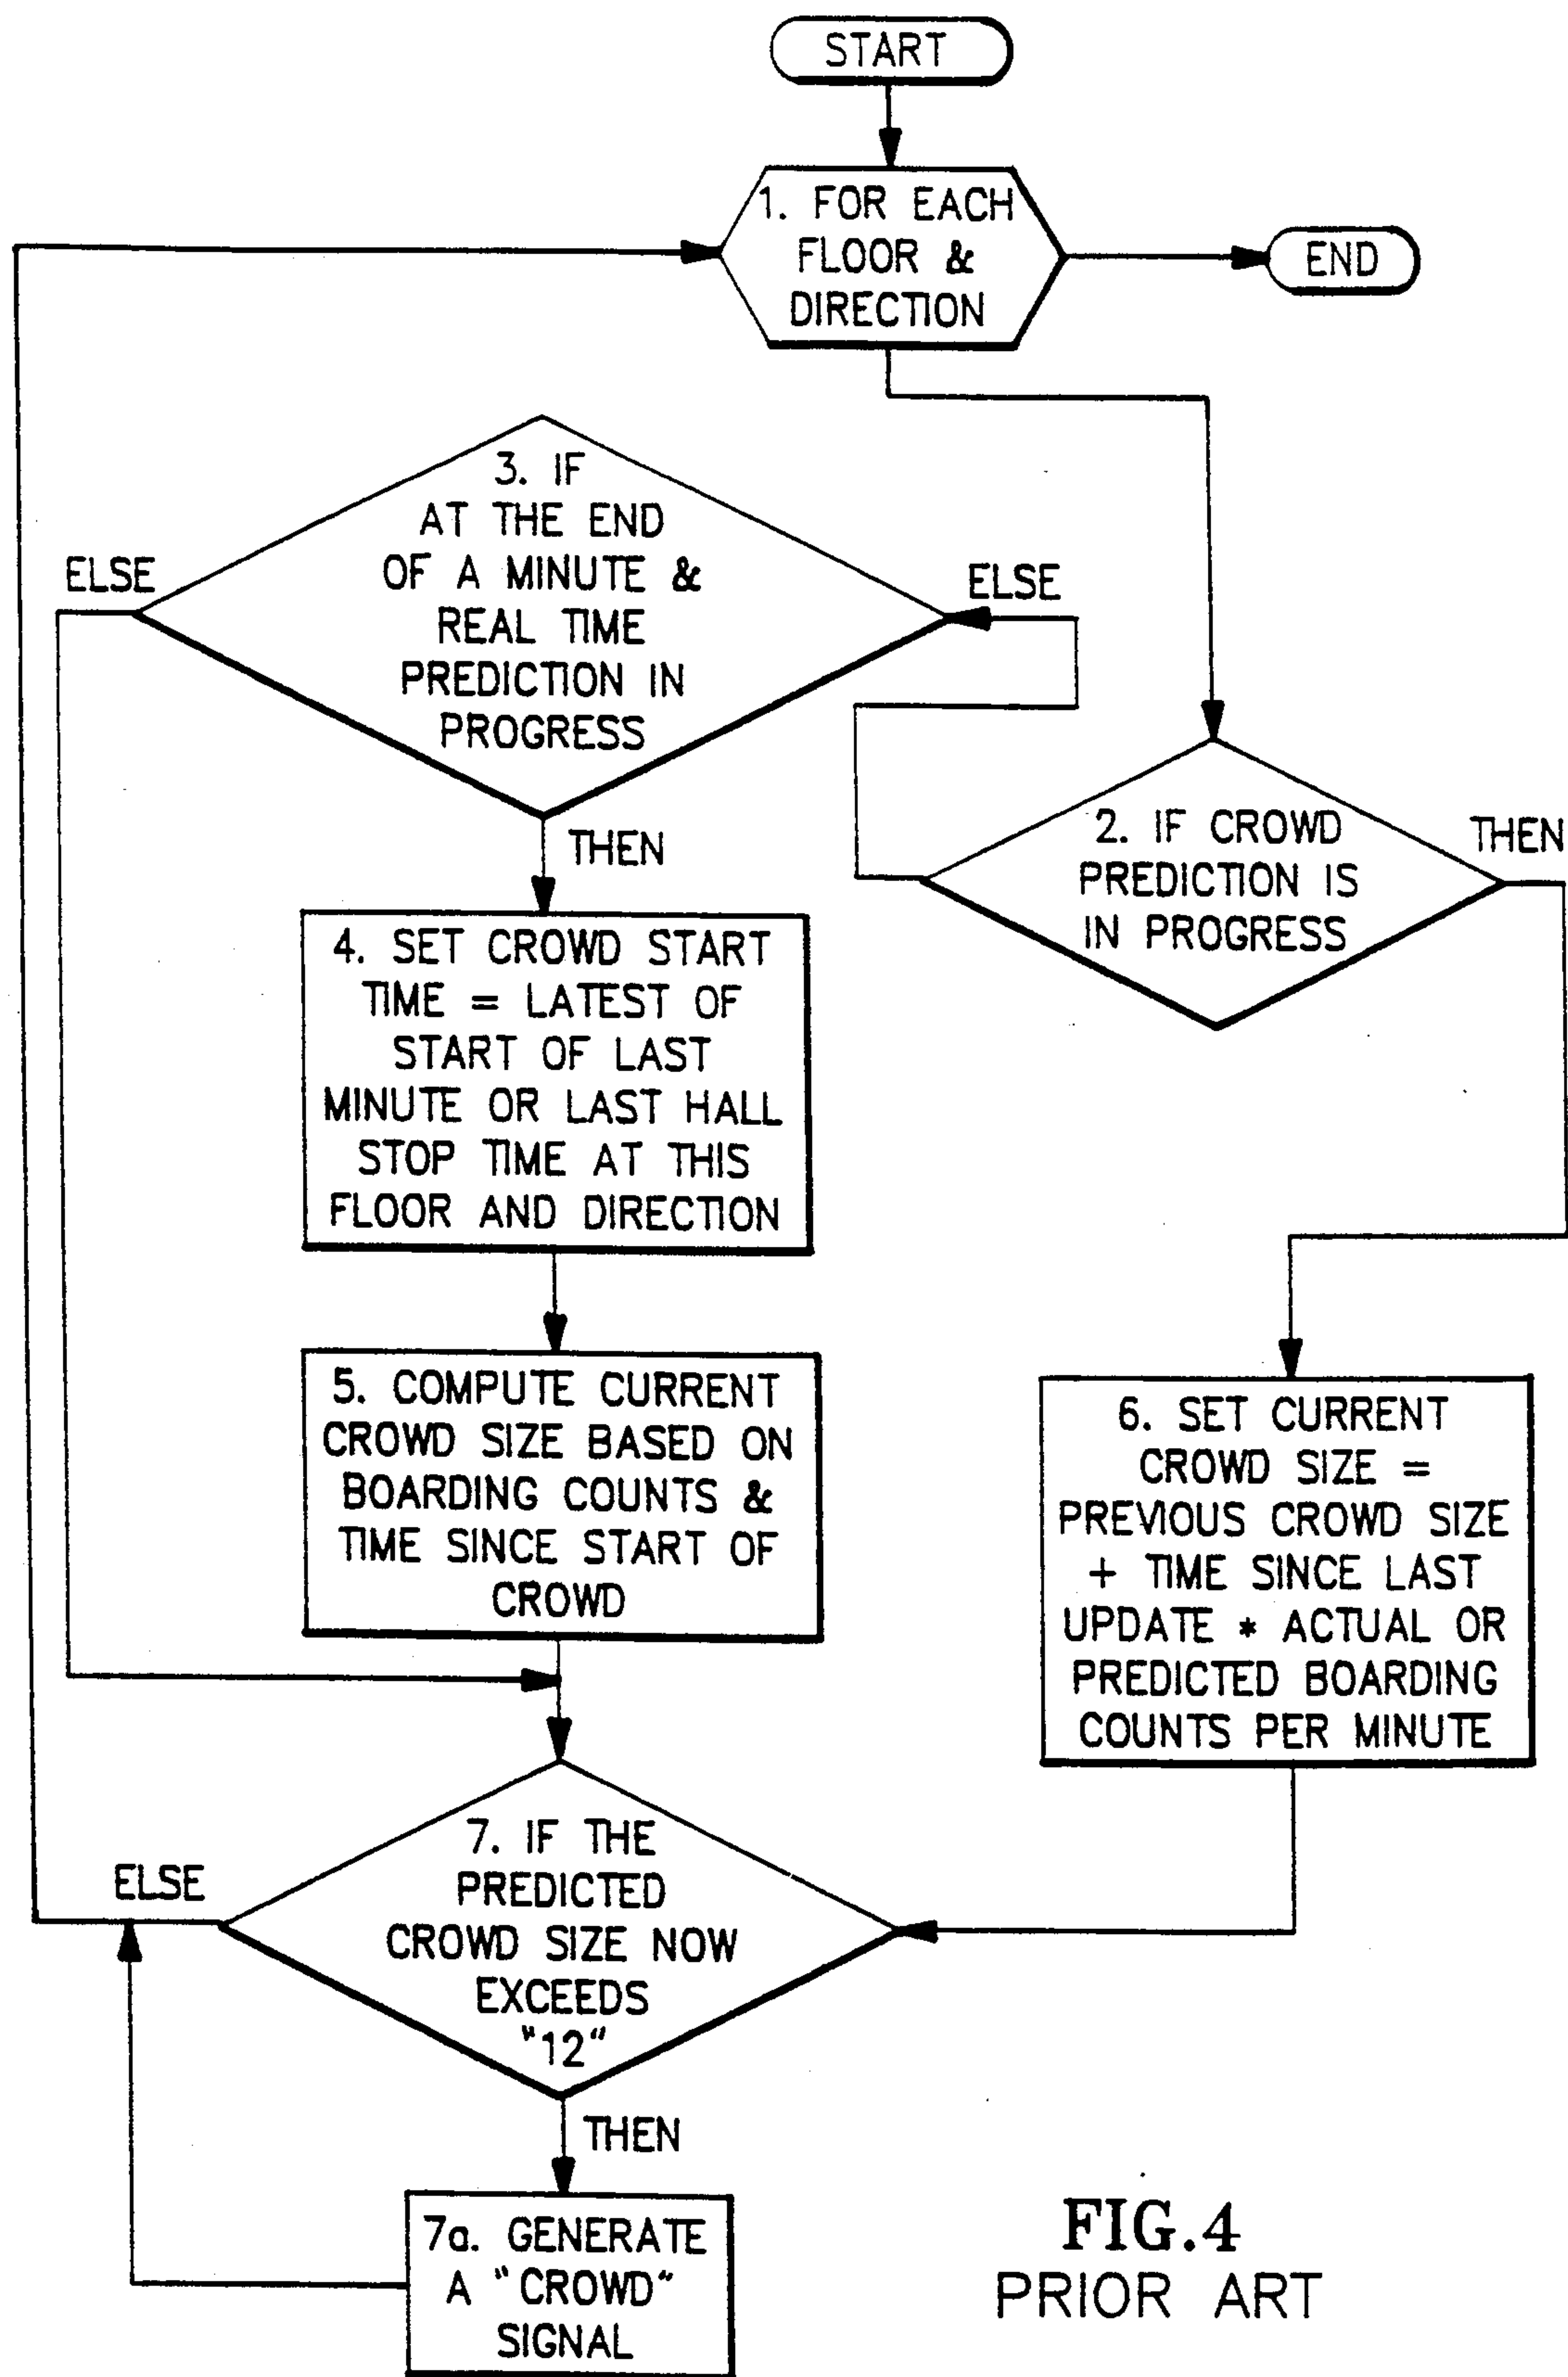 START
1. FOR EACH
FLOOR &
DIRECTION
END
3. IF
AT THE END
OF A MINUTE &
REAL TIME
PREDICTION IN
PROGRESS
ELSE
ELSE
THEN
2. IF CROWD
PREDICTION IS
IN PROGRESS
THEN
4. SET CROWD START
TIME = LATEST OF
START OF LAST
MINUTE OR LAST HALL
STOP TIME AT THIS
FLOOR AND DIRECTION
5. COMPUTE CURRENT
CROWD SIZE BASED ON
BOARDING COUNTS &
TIME SINCE START OF
CROWD
6. SET CURRENT
CROWD SIZE =
PREVIOUS CROWD SIZE
+ TIME SINCE LAST
UPDATE * ACTUAL OR
PREDICTED BOARDING
COUNTS PER MINUTE
7. IF THE
PREDICTED
CROWD SIZE NOW
EXCEEDS
"12"
ELSE
THEN
7a. GENERATE
A "CROWD"
SIGNAL
FIG.4
PRIOR ART